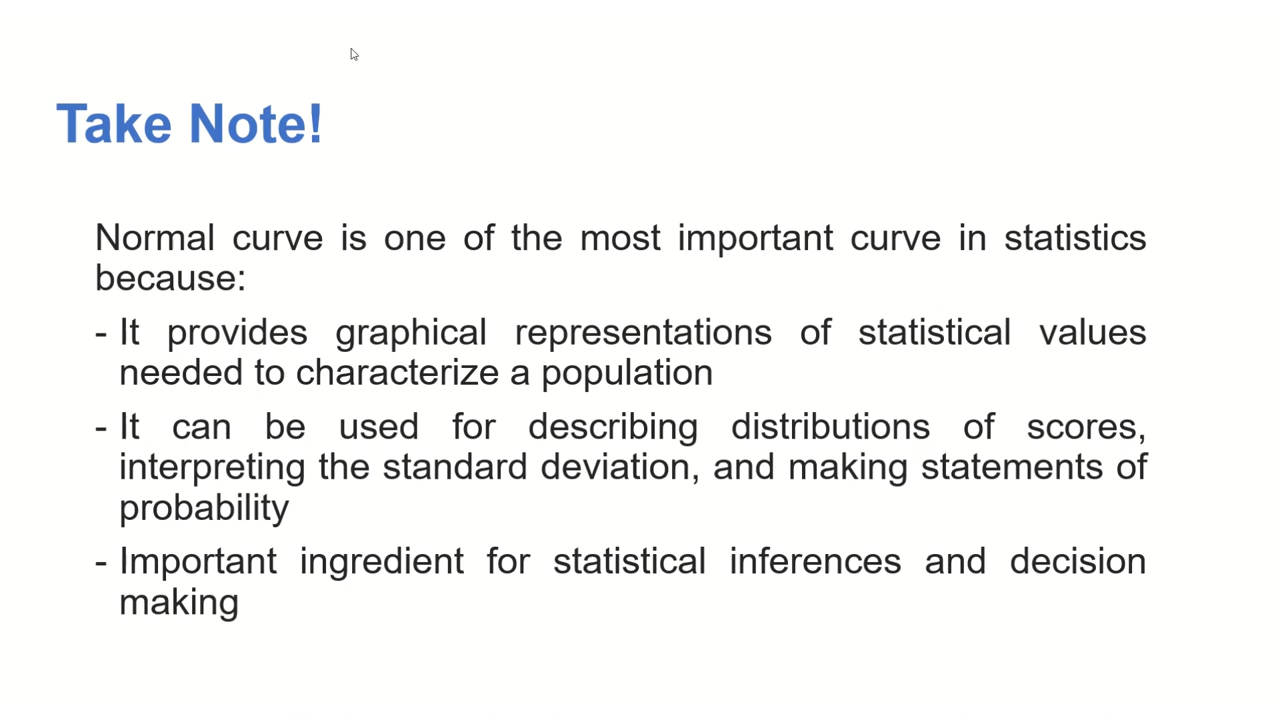 Take Note!
Normal curve is one of the most important curve in statistics
because:
- It provides graphical representations of statistical values
needed to characterize a population
- It can be used for describing distributions of scores,
interpreting the standard deviation, and making statements of
probability
- Important ingredient for statistical inferences and decision
making